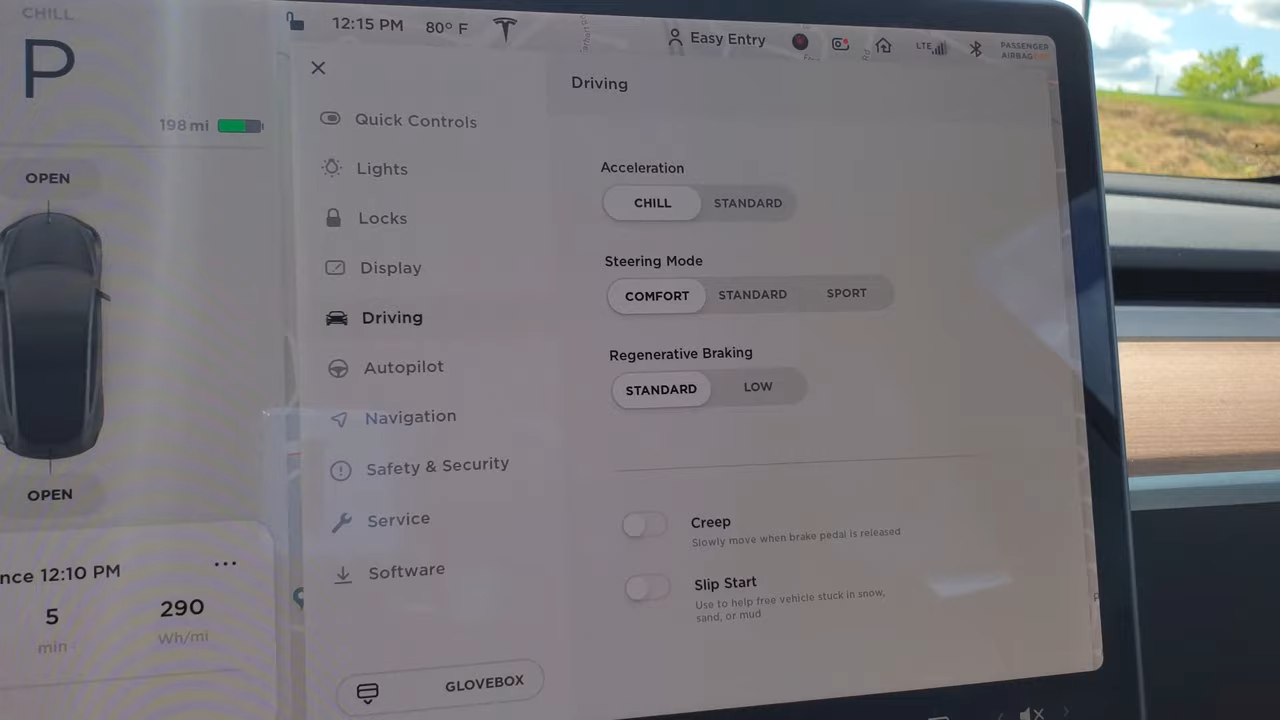 CHILL
P
198 mi
OPEN
OPEN
nce 12:10 PM
5
min
290
Wh/mi
12:15 PM
80° F
Easy Entry
LTE
PASSENGER
AIRBAG
Quick Controls
Lights
Locks
Display
Driving
Autopilot
Navigation
Safety & Security
Service
Software
GLOVEBOX
Driving
Acceleration
CHILL STANDARD
Steering Mode
COMFORT STANDARD SPORT
Regenerative Braking
STANDARD LOW
Creep
Slowly move when brake pedal is released
Slip Start
Use to help free vehicle stuck in snow,
sand, or mud